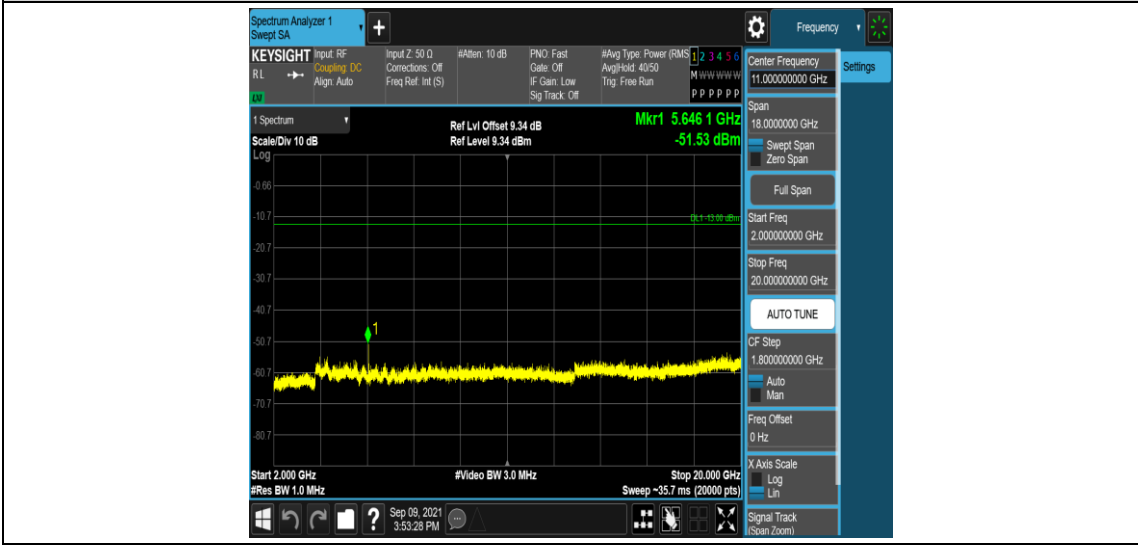 Spectrum Analyzer 1
Swept SA
+
Frequency
KEYSIGHT
RL
LM
Input: RF
Coupling: DC
Align: Auto
Input Z: 50 Ω
Corrections: Off
Freq Ref: Int (S)
#Atten: 10 dB
PNO: Fast
Gate: Off
IF Gain: Low
Sig Track: Off
#Avg Type: Power (RMS
Avg|Hold: 40/50
Trig: Free Run
1 2 3 4 5 6
M W W W W W
P P P P P P
1 Spectrum
Scale/Div 10 dB
Log
Ref Lvl Offset 9.34 dB
Ref Level 9.34 dBm
Mkr1 5.646 1 GHz
-51.53 dBm
-0.66
-10.7
DL1 -13.00 dBm
-20.7
-30.7
-40.7
1
-50.7
-60.7
-70.7
-80.7
Start 2.000 GHz
#Res BW 1.0 MHz
#Video BW 3.0 MHz
Stop 20.000 GHz
Sweep ~35.7 ms (20000 pts)
?
Sep 09, 2021
3:53:28 PM
Center Frequency
11.000000000 GHz
Settings
Span
18.0000000 GHz
Swept Span
Zero Span
Full Span
Start Freq
2.000000000 GHz
Stop Freq
20.000000000 GHz
AUTO TUNE
CF Step
1.800000000 GHz
Auto
Man
Freq Offset
0 Hz
X Axis Scale
Log
Lin
Signal Track
(Span Zoom)